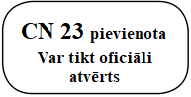 CN 23 pievienota
Var tikt oficiāli
atvērts